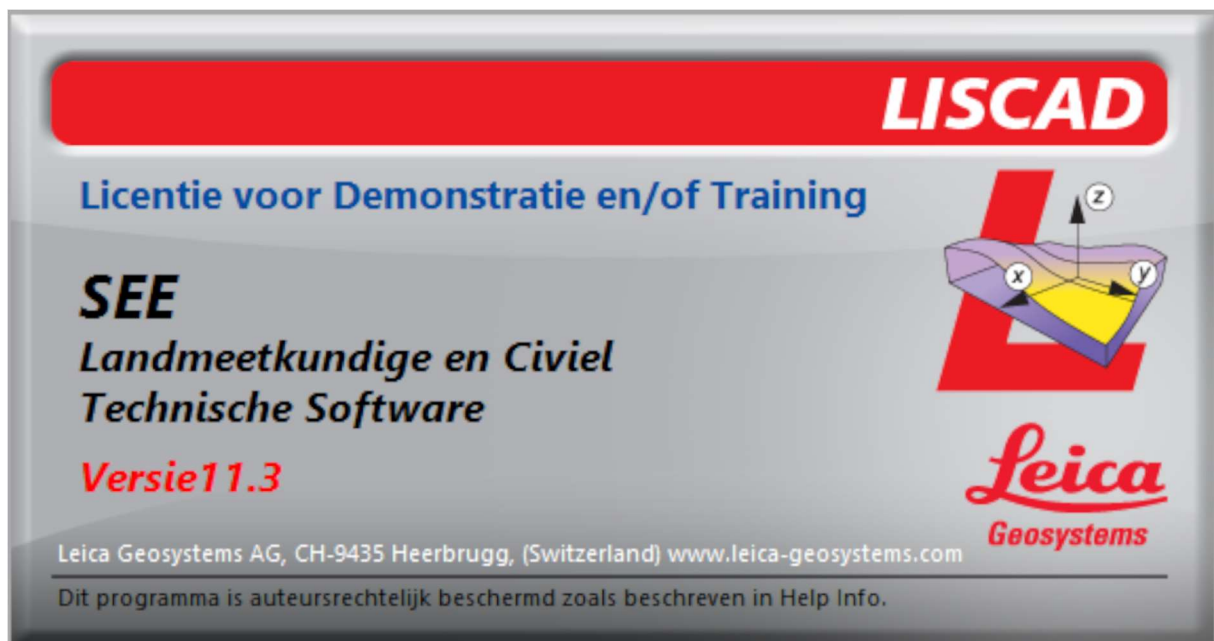 LISCAD
Licentie voor Demonstratie en/of Training
z
x
y
SEE
Landmeetkundige en Civiel
Technische Software
Versie11.3
Leica
Geosystems
Leica Geosystems AG, CH-9435 Heerbrugg, (Switzerland) www.leica-geosystems.com
Dit programma is auteursrechtelijk beschermd zoals beschreven in Help Info.